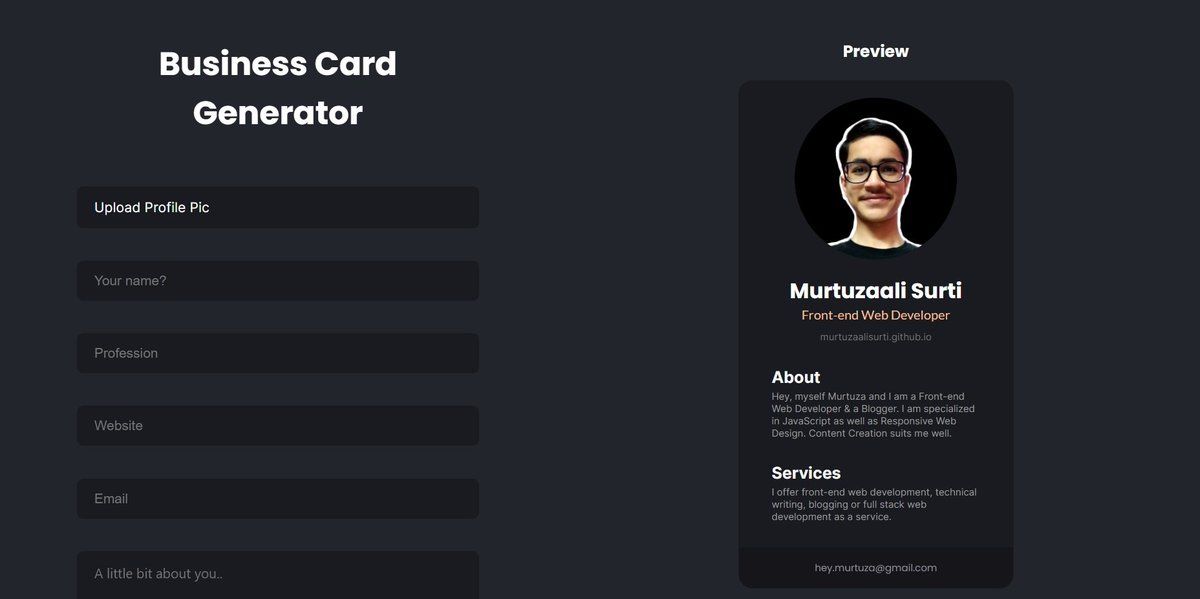 Business Card
Generator
Upload Profile Pic
Your name?
Profession
Website
Email
A little bit about you..
Preview
Murtuzaali Surti
Front-end Web Developer
murtuzaalisurti.github.io
About
Hey, myself Murtuza and I am a Front-end
Web Developer & a Blogger. I am specialized
in JavaScript as well as Responsive Web
Design. Content Creation suits me well.
Services
I offer front-end web development, technical
writing, blogging or full stack web
development as a service.
hey.murtuza@gmail.com